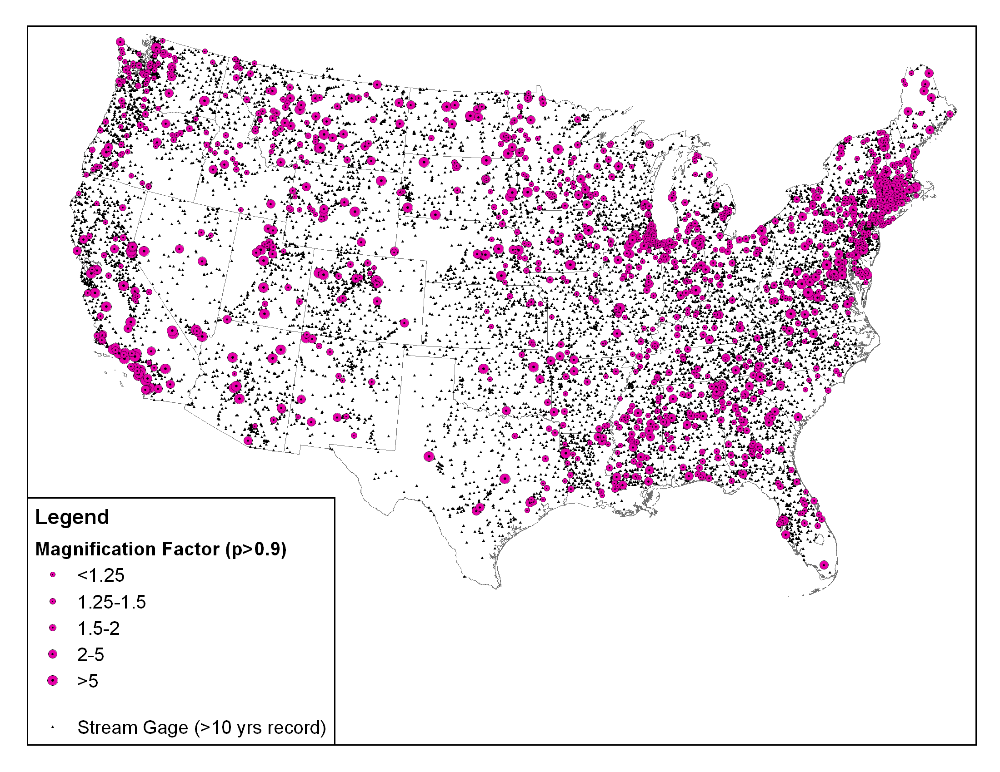 Legend
Magnification Factor (p>0.9)
<1.25
1.25-1.5
1.5-2
2-5
>5
Stream Gage (>10 yrs record)